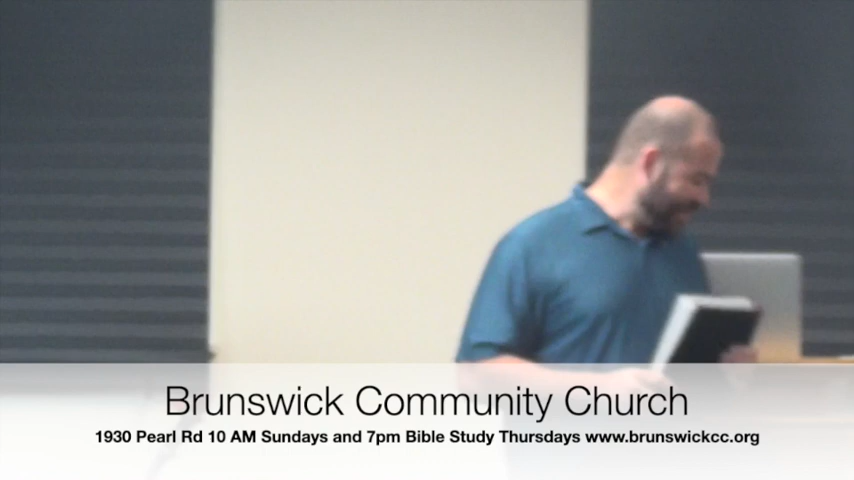 Brunswick Community Church
1930 Pearl Rd 10 AM Sundays and 7pm Bible Study Thursdays www.brunswickcc.org